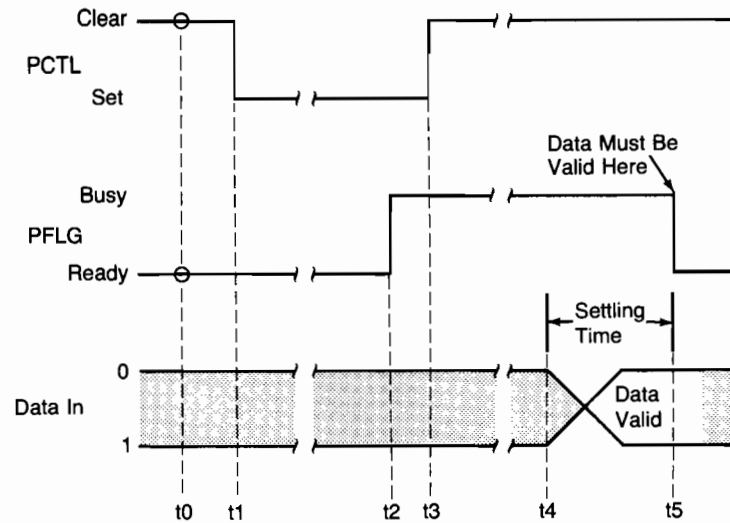 Clear
PCTL
Set
Data Must Be
Valid Here
Busy
PFLG
Ready
Settling
Time
0
Data In
Data
Valid
1
t0 t1 t2 t3 t4 t5